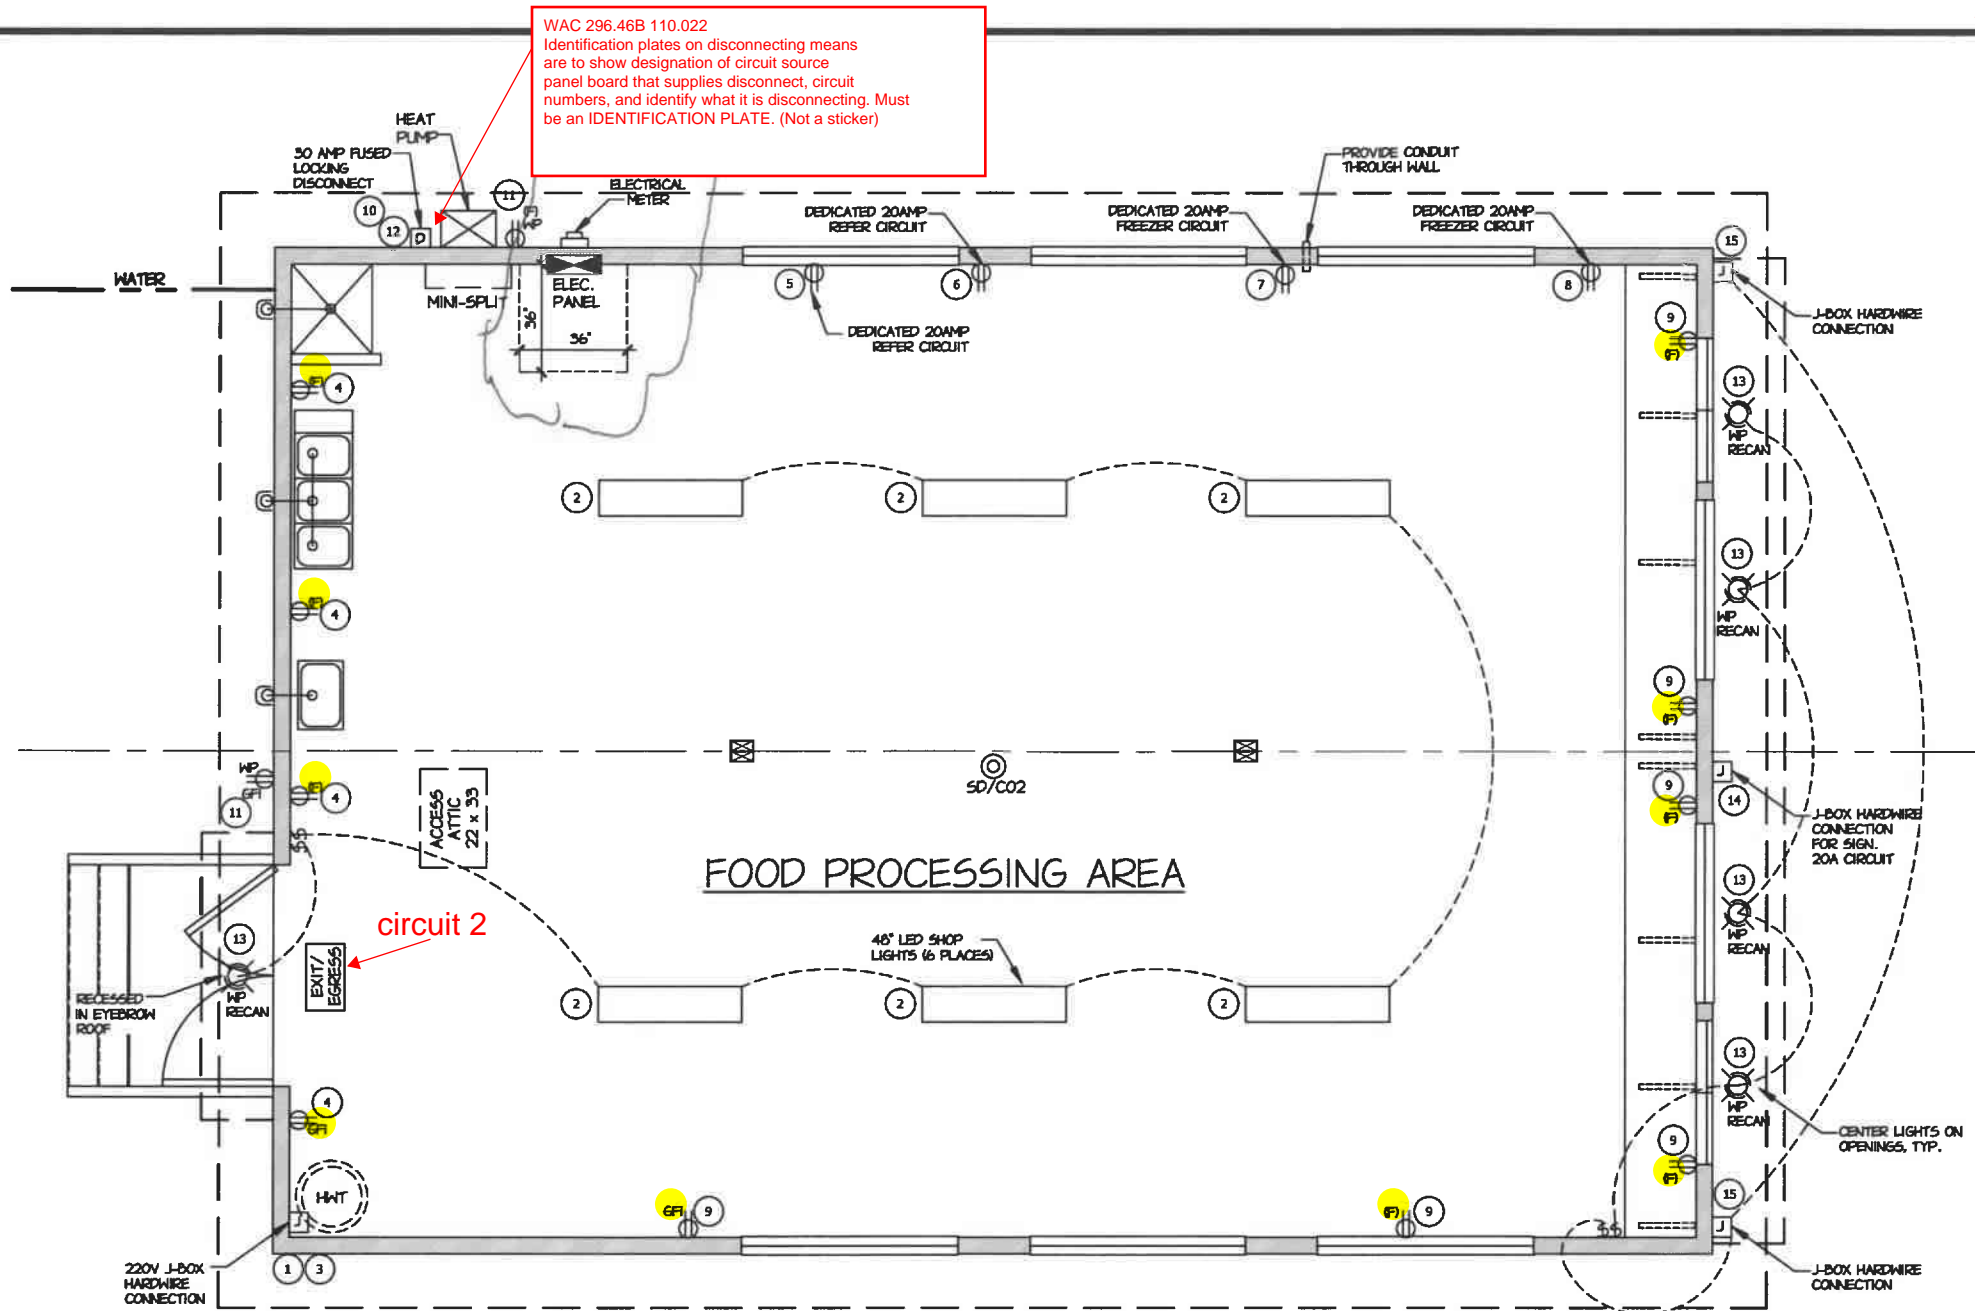 WAC 296.46B 110.022
Identification plates on disconnecting means
are to show designation of circuit source
panel board that supplies disconnect, circuit
numbers, and identify what it is disconnecting. Must
be an IDENTIFICATION PLATE. (Not a sticker)
HEAT
PUMP
30 AMP FUSED
LOCKING
DISCONNECT
10
12
D
11
WP
ELECTRICAL
METER
PROVIDE CONDUIT
THROUGH WALL
DEDICATED 20AMP
REFER CIRCUIT
DEDICATED 20AMP
FREEZER CIRCUIT
DEDICATED 20AMP
FREEZER CIRCUIT
15
J
WATER
MINI-SPLIT
ELEC.
PANEL
36"
36"
5
6
7
8
DEDICATED 20AMP
REFER CIRCUIT
J-BOX HARDWIRE
CONNECTION
9
(F)
4
13
WP
RECAN
2
2
2
13
WP
RECAN
4
9
(F)
WP
11
4
SD/CO2
ACCESS
ATTIC
22 x 33
9
(F)
J
14
J-BOX HARDWIRE
CONNECTION
FOR SIGN.
20A CIRCUIT
SS
FOOD PROCESSING AREA
circuit 2
13
WP
RECAN
EXIT/
EGRESS
RECESSED
IN EYEBROW
ROOF
48" LED SHOP
LIGHTS (6 PLACES)
13
WP
RECAN
2
2
2
13
WP
RECAN
CENTER LIGHTS ON
OPENINGS, TYP.
4
GFI
HWT
J
GFI
9
(F)
9
9
(F)
15
J
SS
220V J-BOX
HARDWIRE
CONNECTION
1
3
J-BOX HARDWIRE
CONNECTION